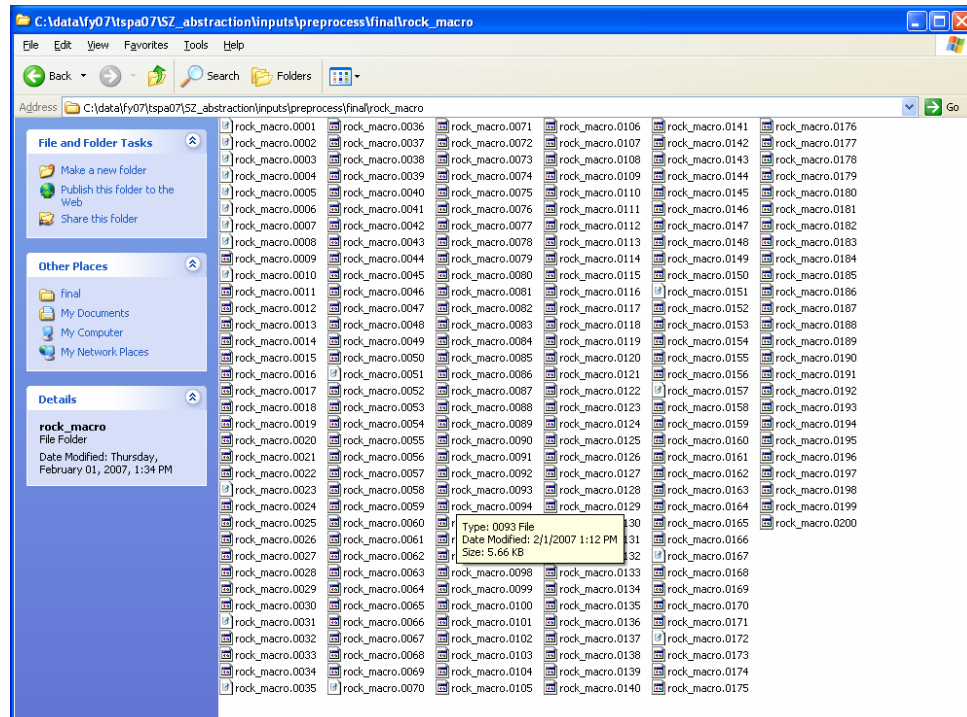 C:\data\fy07\tspa07\SZ_abstraction\inputs\preprocess\final\rock_macro
File Edit View Favorites Tools Help
Back Search Folders
Address C:\data\fy07\tspa07\SZ_abstraction\inputs\preprocess\final\rock_macro Go
File and Folder Tasks
Make a new folder
Publish this folder to the
Web
Share this folder
Other Places
final
My Documents
My Computer
My Network Places
Details
rock_macro
File Folder
Date Modified: Thursday,
February 01, 2007, 1:34 PM
rock_macro.0001
rock_macro.0002
rock_macro.0003
rock_macro.0004
rock_macro.0005
rock_macro.0006
rock_macro.0007
rock_macro.0008
rock_macro.0009
rock_macro.0010
rock_macro.0011
rock_macro.0012
rock_macro.0013
rock_macro.0014
rock_macro.0015
rock_macro.0016
rock_macro.0017
rock_macro.0018
rock_macro.0019
rock_macro.0020
rock_macro.0021
rock_macro.0022
rock_macro.0023
rock_macro.0024
rock_macro.0025
rock_macro.0026
rock_macro.0027
rock_macro.0028
rock_macro.0029
rock_macro.0030
rock_macro.0031
rock_macro.0032
rock_macro.0033
rock_macro.0034
rock_macro.0035
rock_macro.0036
rock_macro.0037
rock_macro.0038
rock_macro.0039
rock_macro.0040
rock_macro.0041
rock_macro.0042
rock_macro.0043
rock_macro.0044
rock_macro.0045
rock_macro.0046
rock_macro.0047
rock_macro.0048
rock_macro.0049
rock_macro.0050
rock_macro.0051
rock_macro.0052
rock_macro.0053
rock_macro.0054
rock_macro.0055
rock_macro.0056
rock_macro.0057
rock_macro.0058
rock_macro.0059
rock_macro.0060
rock_macro.0061
rock_macro.0062
rock_macro.0063
rock_macro.0064
rock_macro.0065
rock_macro.0066
rock_macro.0067
rock_macro.0068
rock_macro.0069
rock_macro.0070
rock_macro.0071
rock_macro.0072
rock_macro.0073
rock_macro.0074
rock_macro.0075
rock_macro.0076
rock_macro.0077
rock_macro.0078
rock_macro.0079
rock_macro.0080
rock_macro.0081
rock_macro.0082
rock_macro.0083
rock_macro.0084
rock_macro.0085
rock_macro.0086
rock_macro.0087
rock_macro.0088
rock_macro.0089
rock_macro.0090
rock_macro.0091
rock_macro.0092
rock_macro.0093
rock_macro.0094
Type: 0093 File
Date Modified: 2/1/2007 1:12 PM
Size: 5.66 KB
rock_macro.0098
rock_macro.0099
rock_macro.0100
rock_macro.0101
rock_macro.0102
rock_macro.0103
rock_macro.0104
rock_macro.0105
rock_macro.0106
rock_macro.0107
rock_macro.0108
rock_macro.0109
rock_macro.0110
rock_macro.0111
rock_macro.0112
rock_macro.0113
rock_macro.0114
rock_macro.0115
rock_macro.0116
rock_macro.0117
rock_macro.0118
rock_macro.0119
rock_macro.0120
rock_macro.0121
rock_macro.0122
rock_macro.0123
rock_macro.0124
rock_macro.0125
rock_macro.0126
rock_macro.0127
rock_macro.0128
rock_macro.0129
130
131
132
rock_macro.0133
rock_macro.0134
rock_macro.0135
rock_macro.0136
rock_macro.0137
rock_macro.0138
rock_macro.0139
rock_macro.0140
rock_macro.0141
rock_macro.0142
rock_macro.0143
rock_macro.0144
rock_macro.0145
rock_macro.0146
rock_macro.0147
rock_macro.0148
rock_macro.0149
rock_macro.0150
rock_macro.0151
rock_macro.0152
rock_macro.0153
rock_macro.0154
rock_macro.0155
rock_macro.0156
rock_macro.0157
rock_macro.0158
rock_macro.0159
rock_macro.0160
rock_macro.0161
rock_macro.0162
rock_macro.0163
rock_macro.0164
rock_macro.0165
rock_macro.0166
rock_macro.0167
rock_macro.0168
rock_macro.0169
rock_macro.0170
rock_macro.0171
rock_macro.0172
rock_macro.0173
rock_macro.0174
rock_macro.0175
rock_macro.0176
rock_macro.0177
rock_macro.0178
rock_macro.0179
rock_macro.0180
rock_macro.0181
rock_macro.0182
rock_macro.0183
rock_macro.0184
rock_macro.0185
rock_macro.0186
rock_macro.0187
rock_macro.0188
rock_macro.0189
rock_macro.0190
rock_macro.0191
rock_macro.0192
rock_macro.0193
rock_macro.0194
rock_macro.0195
rock_macro.0196
rock_macro.0197
rock_macro.0198
rock_macro.0199
rock_macro.0200